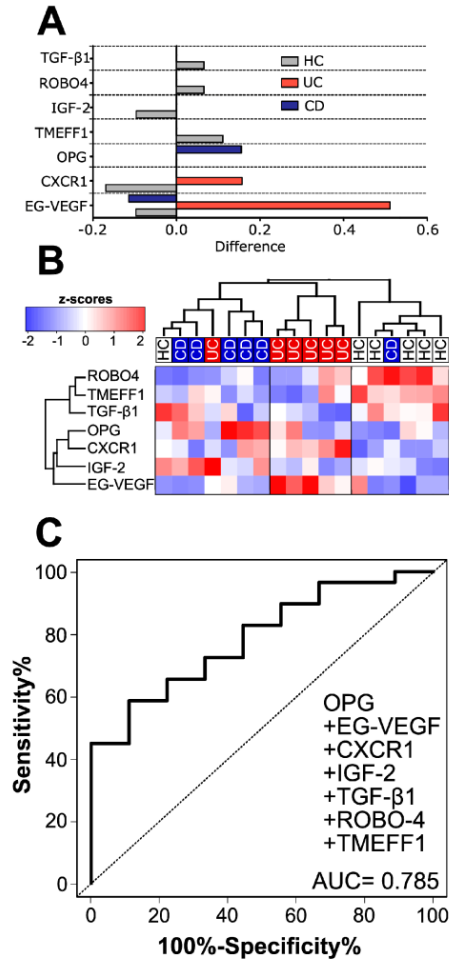 A
TGF-β1
ROBO4
IGF-2
TMEFF1
OPG
CXCR1
EG-VEGF
HC
UC
CD
-0.2 0.0 0.2 0.4 0.6
Difference
B
z-scores
-2 -1 0 1 2
HC CD CD UC CD CD CD UC UC UC UC UC HC HC CD HC HC HC
ROBO4
TMEFF1
TGF-β1
OPG
CXCR1
IGF-2
EG-VEGF
C
Sensitivity%
100
80
60
40
20
0
OPG
+EG-VEGF
+CXCR1
+IGF-2
+TGF-β1
+ROBO-4
+TMEFF1
AUC= 0.785
0 20 40 60 80 100
100%-Specificity%